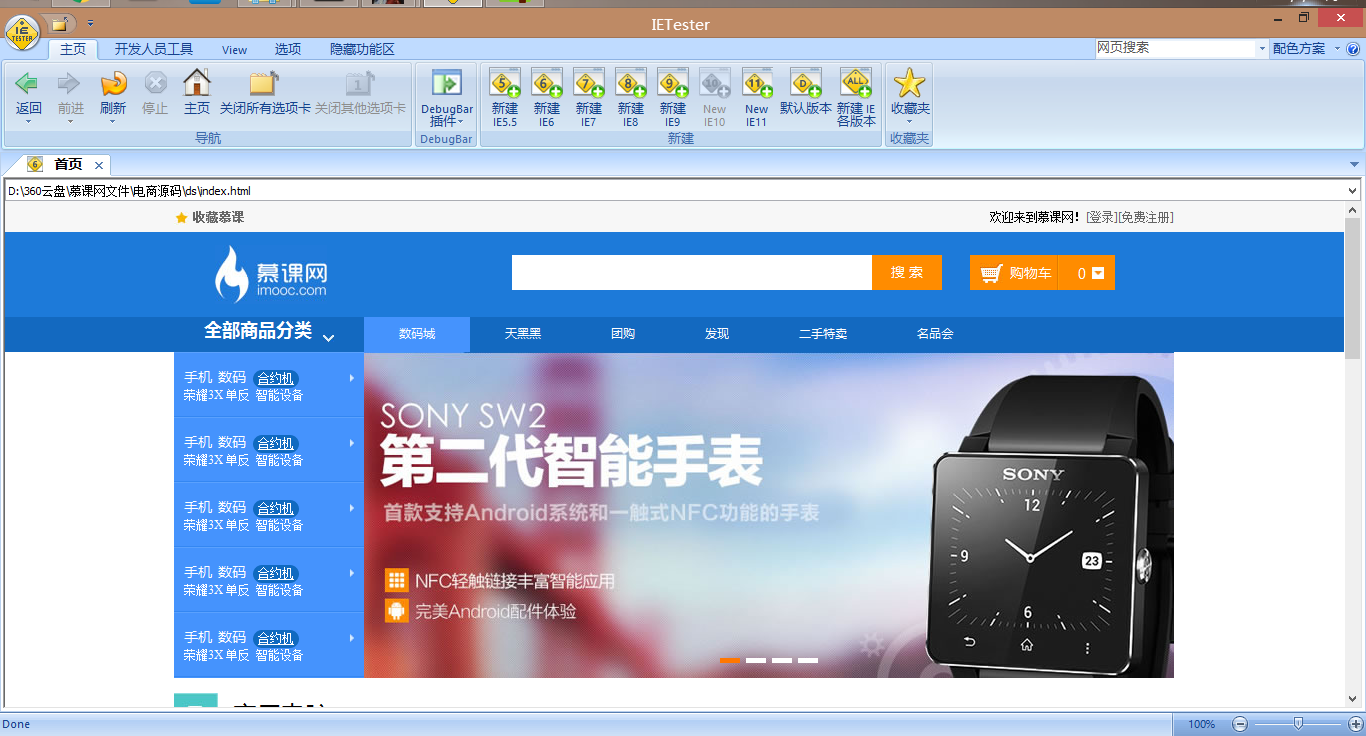 IETester
主页 开发人员工具 View 选项 隐藏功能区 网页搜索 配色方案
返回 前进 刷新 停止 主页 关闭所有选项卡 关闭其他选项卡 DebugBar 插件 新建 IE5.5 新建 IE6 新建 IE7 新建 IE8 新建 IE9 New IE10 New IE11 默认版本 新建 IE 各版本 收藏夹
导航 DebugBar 新建 收藏夹
首页
D:\360云盘\慕课网文件\电商源码\ds\index.html
收藏慕课 欢迎来到慕课网! [登录][免费注册]
慕课网
imooc.com
搜 索 购物车 0
全部商品分类 数码城 天黑黑 团购 发现 二手特卖 名品会
手机 数码 合约机
荣耀3X 单反 智能设备
手机 数码 合约机
荣耀3X 单反 智能设备
手机 数码 合约机
荣耀3X 单反 智能设备
手机 数码 合约机
荣耀3X 单反 智能设备
手机 数码 合约机
荣耀3X 单反 智能设备
SONY SW2
第二代智能手表
首款支持Android系统和一触式NFC功能的手表
NFC轻触链接丰富智能应用
完美Android配件体验
SONY
12
9
23
6
Done 100%